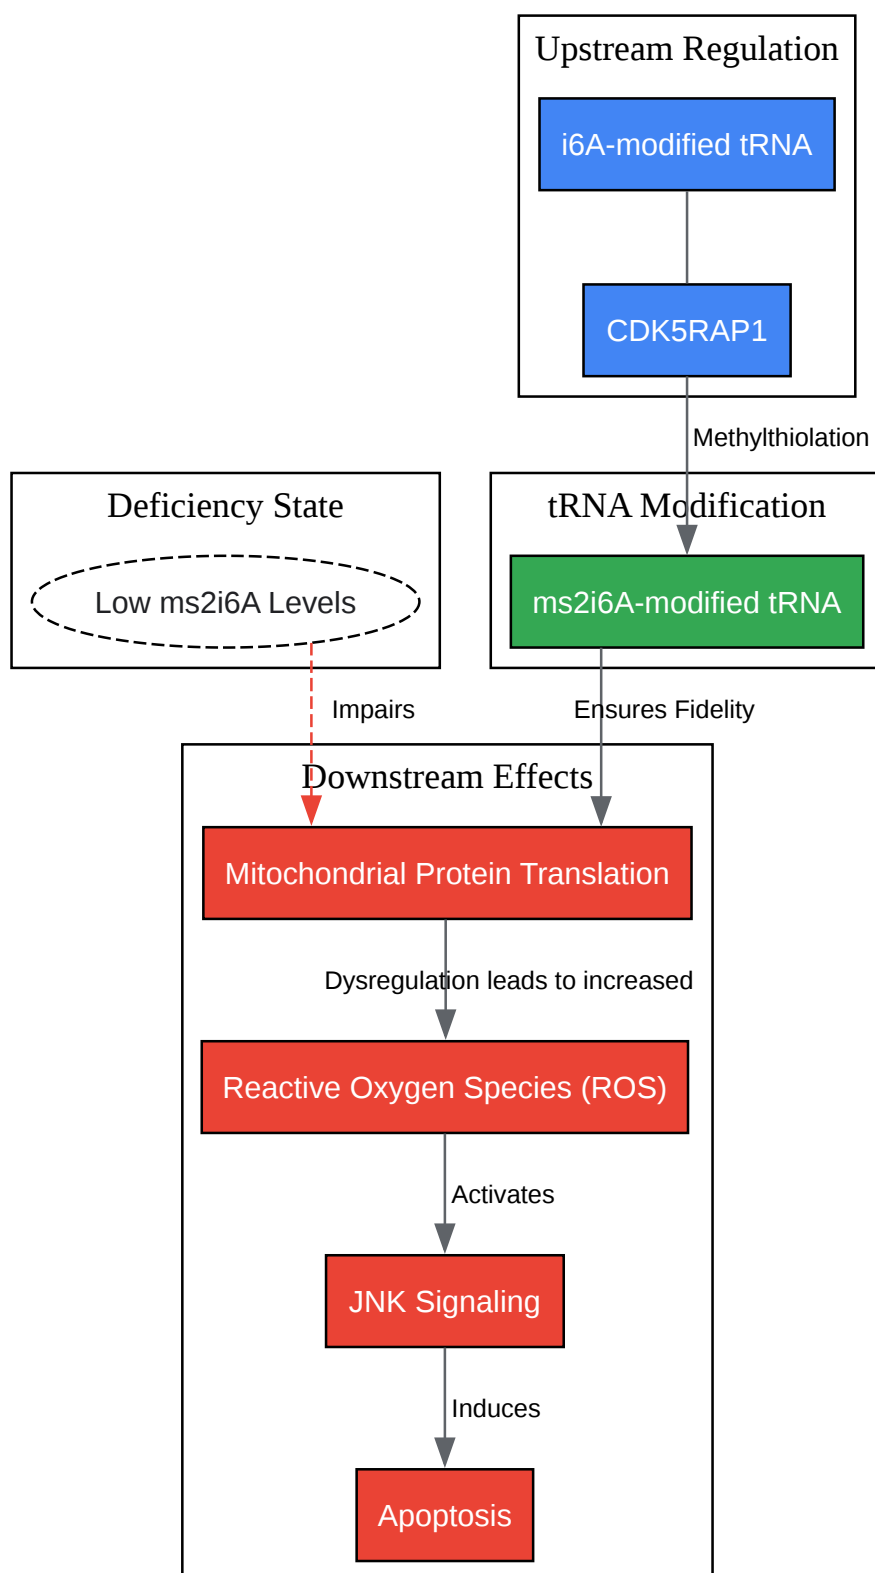 Upstream Regulation
i6A-modified tRNA
CDK5RAP1
Methylthiolation
Deficiency State
tRNA Modification
Low ms2i6A Levels
ms2i6A-modified tRNA
Impairs
Ensures Fidelity
Downstream Effects
Mitochondrial Protein Translation
Dysregulation leads to increased
Reactive Oxygen Species (ROS)
Activates
JNK Signaling
Induces
Apoptosis